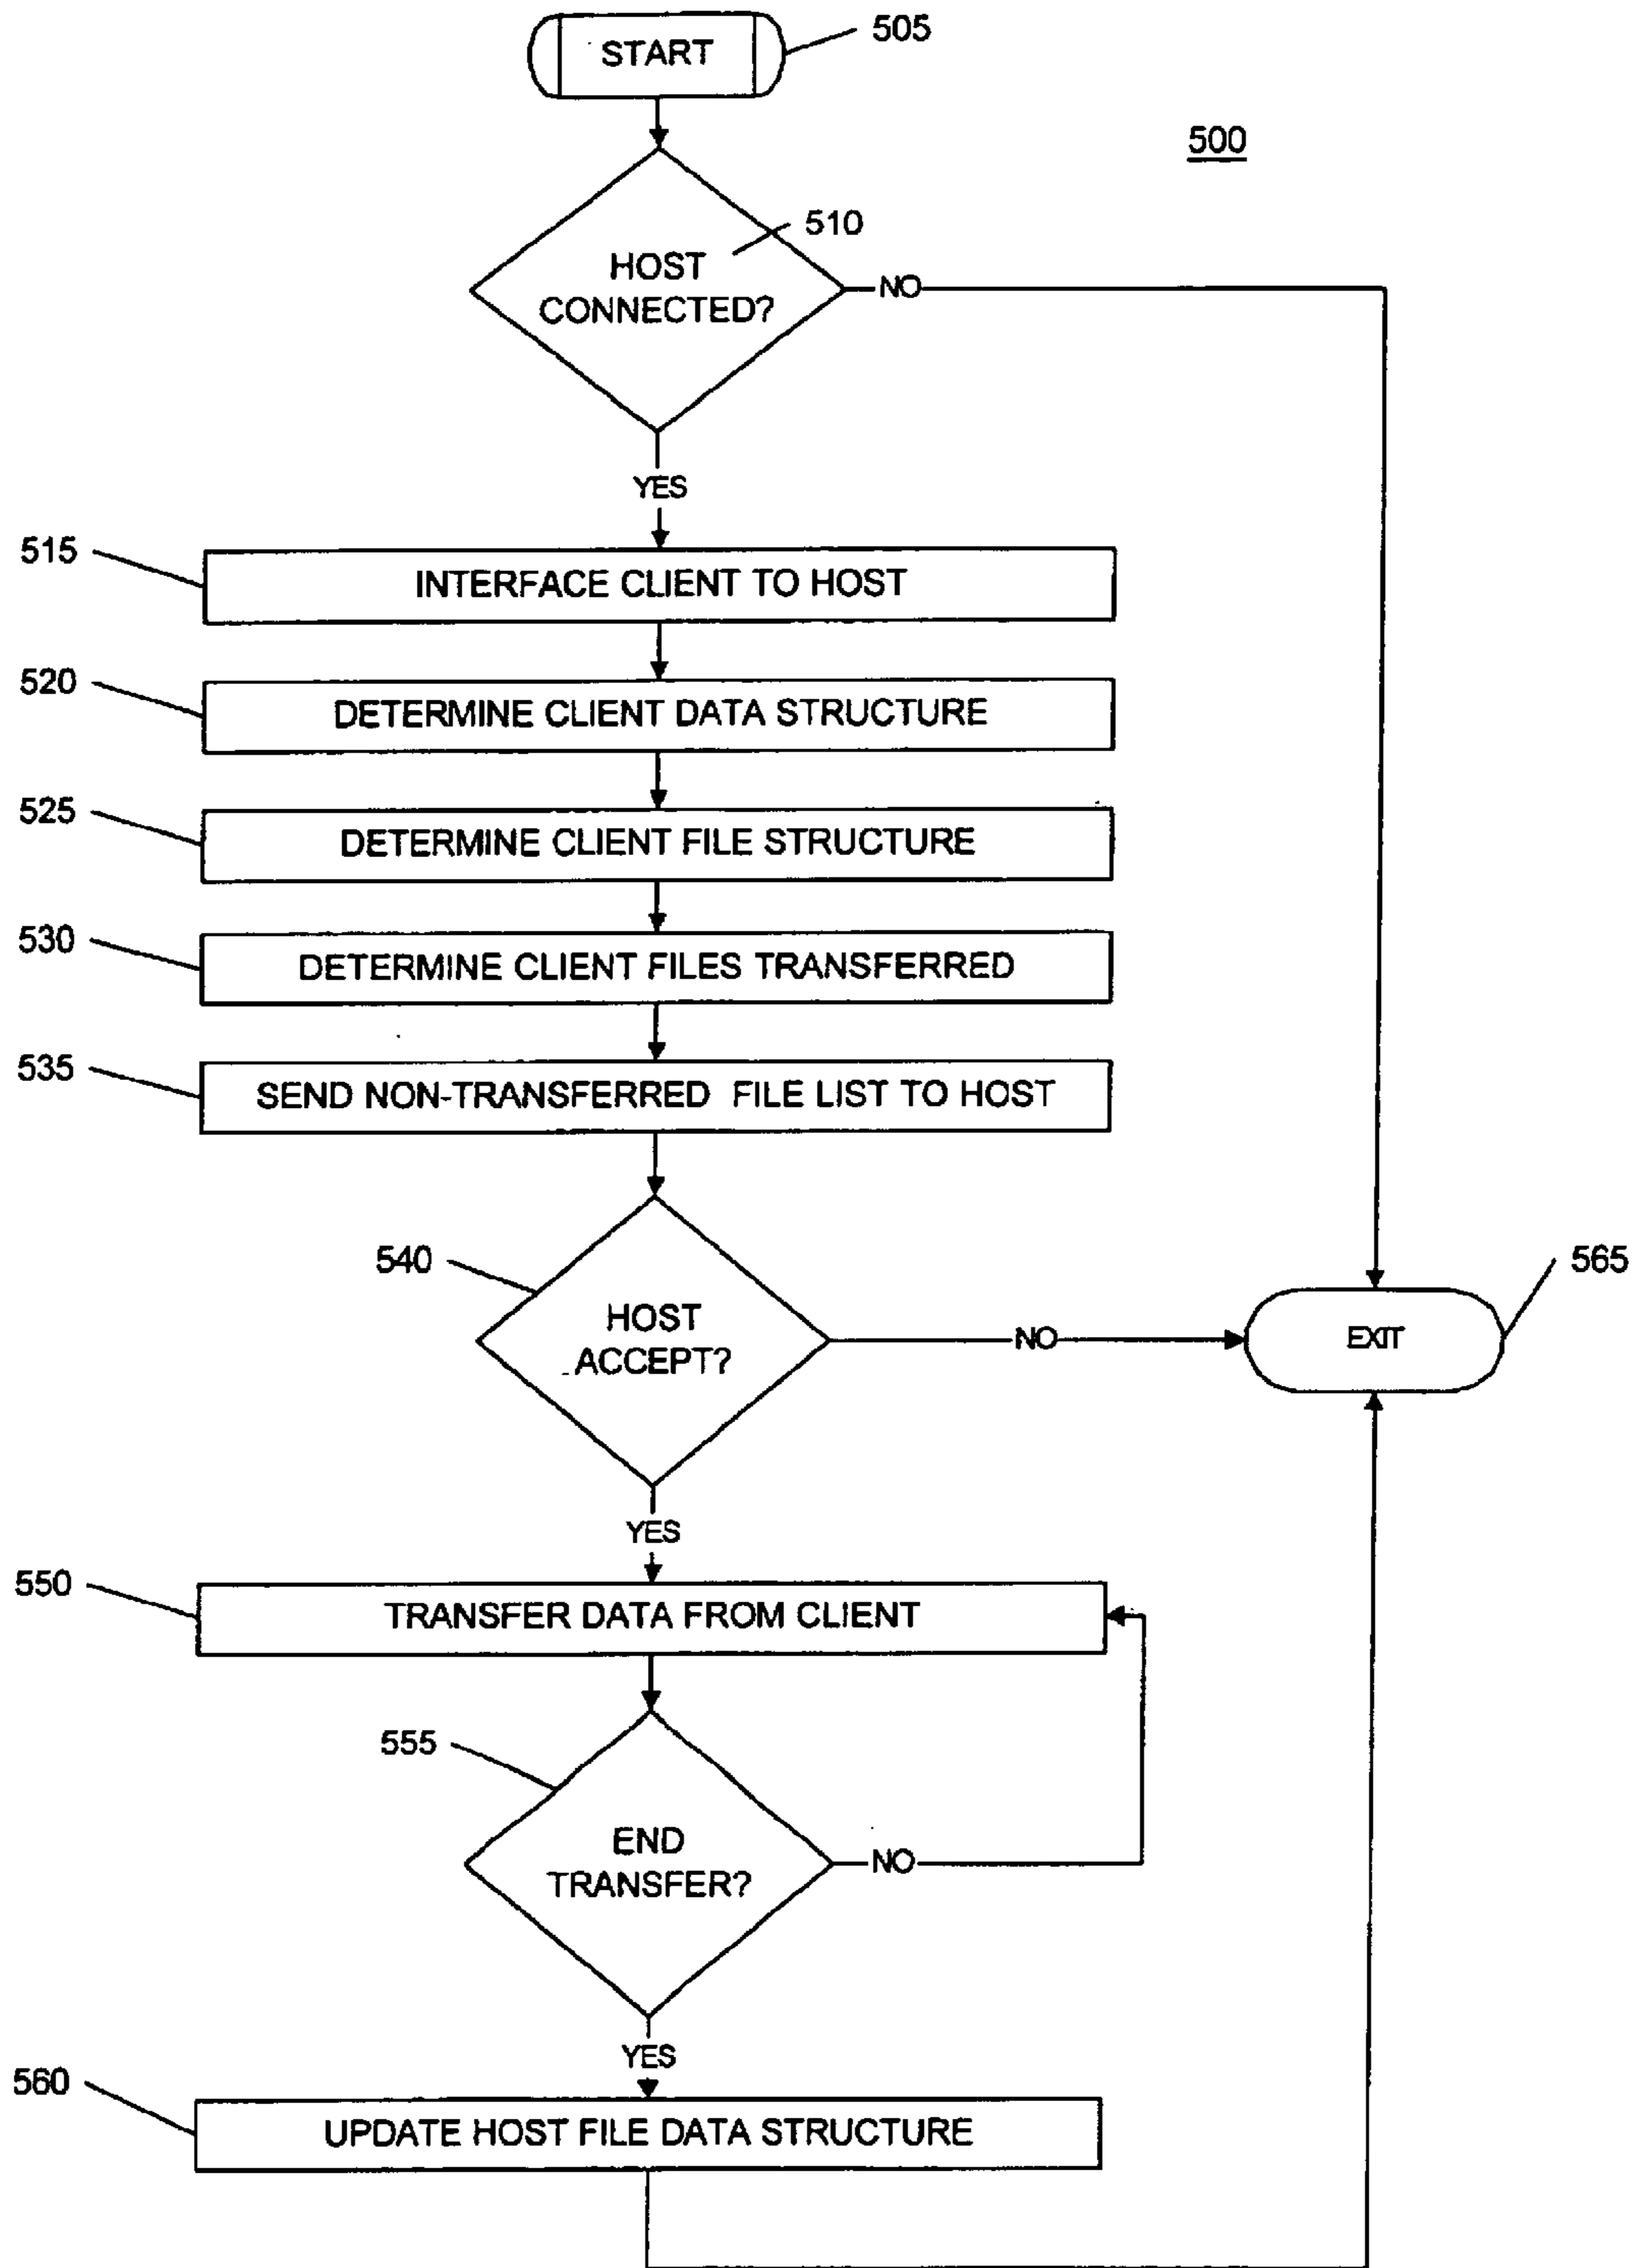 START
505
500
510
HOST
CONNECTED?
NO
YES
515
INTERFACE CLIENT TO HOST
520
DETERMINE CLIENT DATA STRUCTURE
525
DETERMINE CLIENT FILE STRUCTURE
530
DETERMINE CLIENT FILES TRANSFERRED
535
SEND NON-TRANSFERRED FILE LIST TO HOST
540
HOST
ACCEPT?
NO
EXIT
565
YES
550
TRANSFER DATA FROM CLIENT
555
END
TRANSFER?
NO
YES
560
UPDATE HOST FILE DATA STRUCTURE